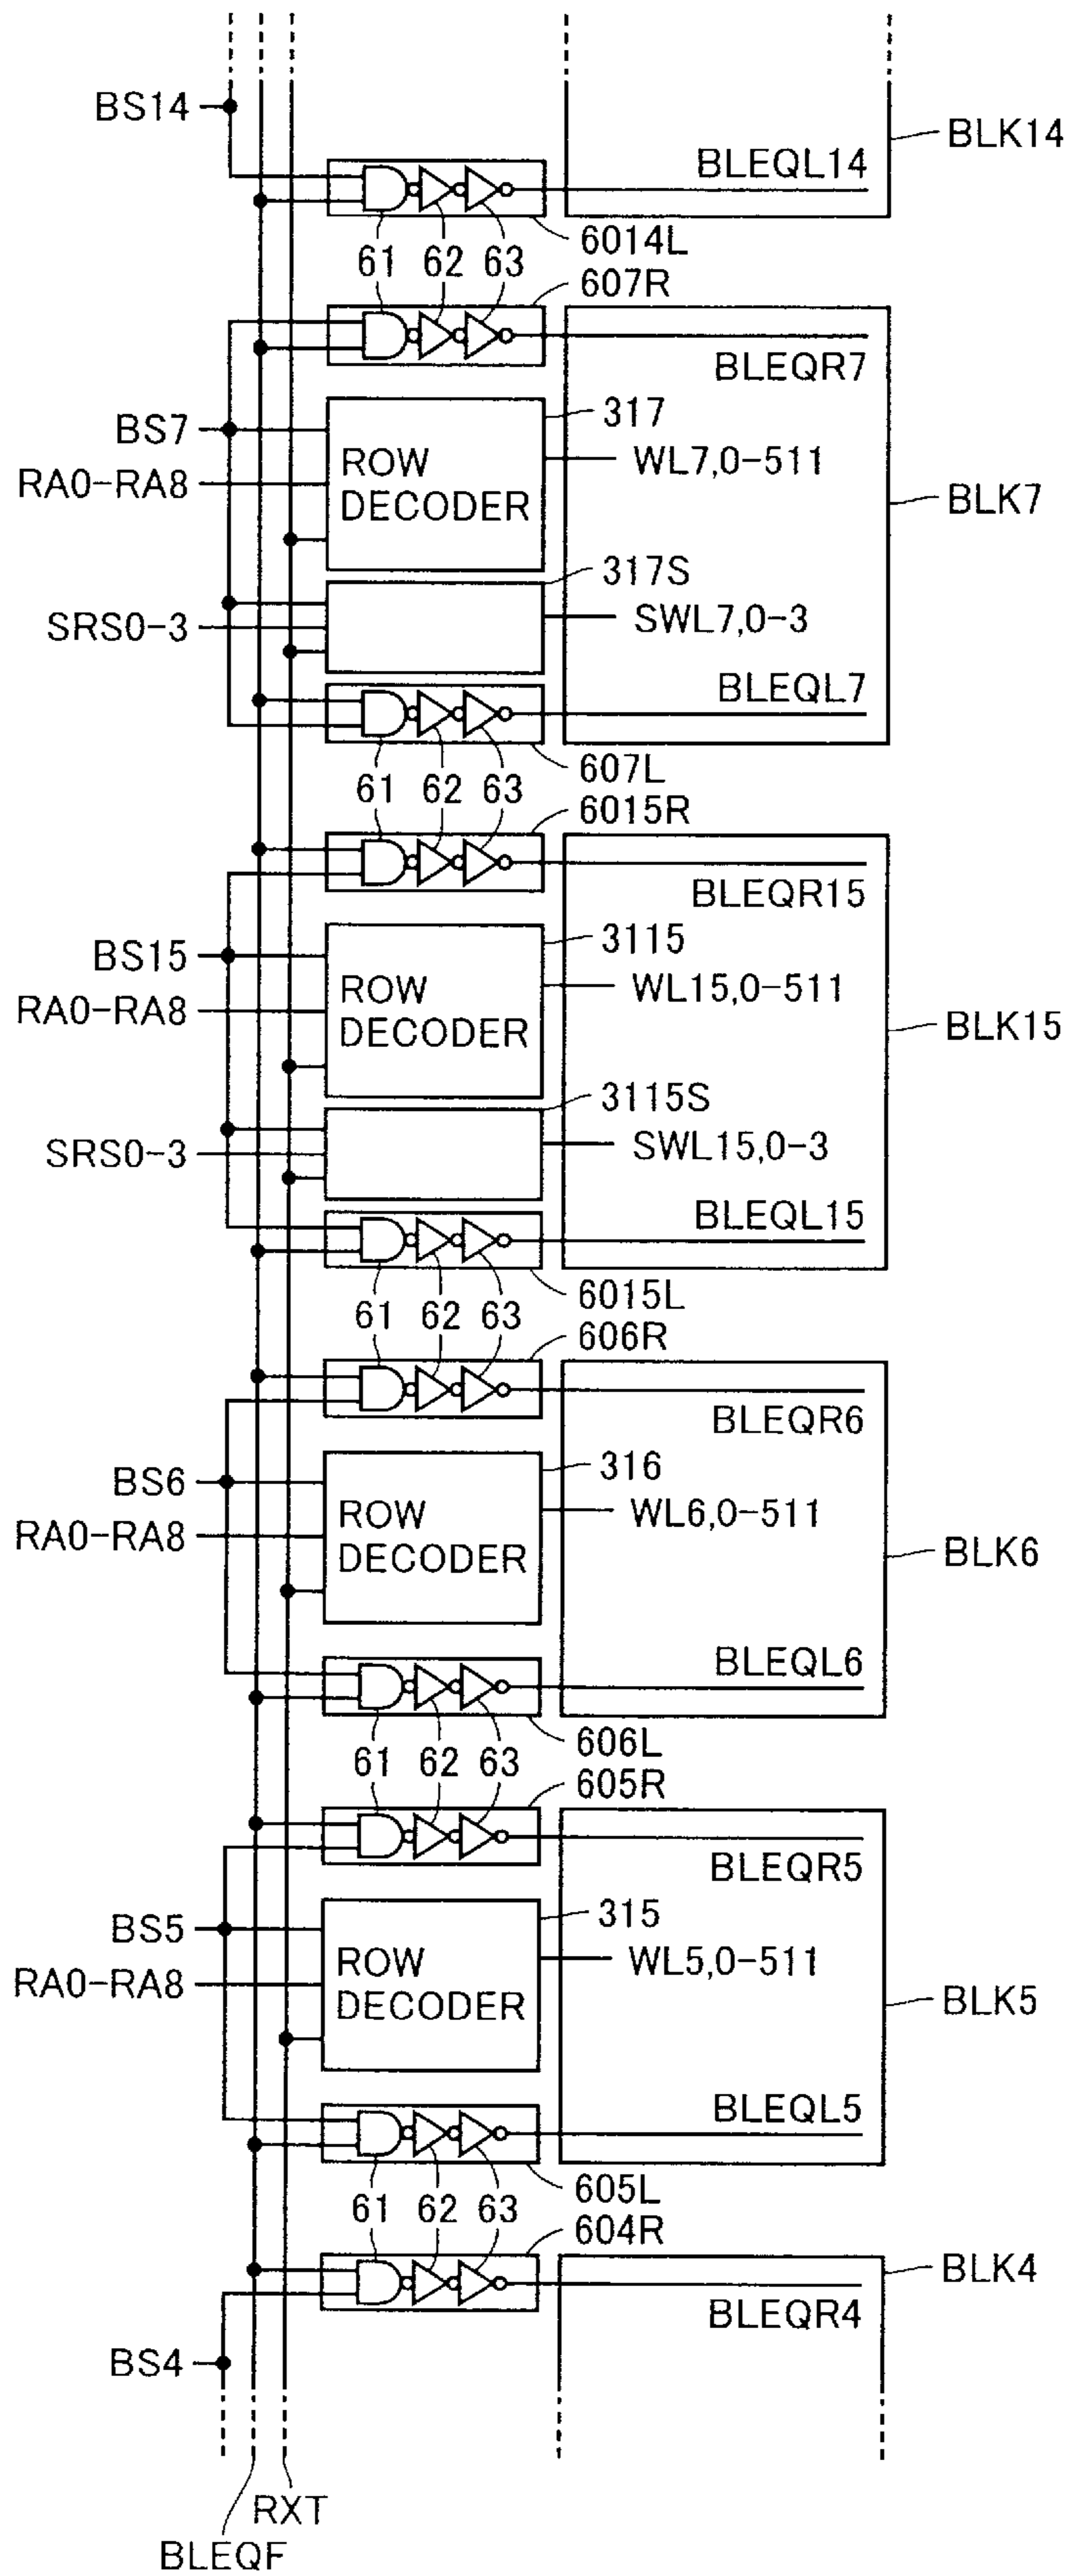 BS14
BLK14
BLEQL14
6014L
61 62 63
607R
BLEQR7
BS7
317
ROW DECODER
WL7,0-511
RA0-RA8
BLK7
317S
SRS0-3
SWL7,0-3
BLEQL7
607L
61 62 63
6015R
BLEQR15
BS15
3115
ROW DECODER
WL15,0-511
RA0-RA8
BLK15
3115S
SRS0-3
SWL15,0-3
BLEQL15
6015L
61 62 63
606R
BLEQR6
BS6
316
ROW DECODER
WL6,0-511
RA0-RA8
BLK6
BLEQL6
606L
61 62 63
605R
BLEQR5
BS5
315
ROW DECODER
WL5,0-511
RA0-RA8
BLK5
BLEQL5
605L
61 62 63
604R
BLK4
BLEQR4
BS4
RXT
BLEQF